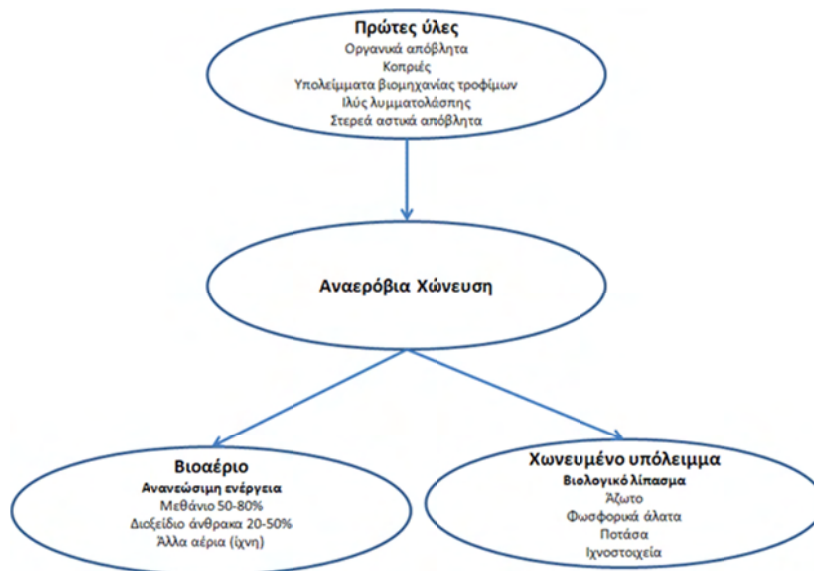 Πρώτες ύλες
Οργανικά απόβλητα
Κοπριές
Υπολείμματα βιομηχανίας τροφίμων
Ιλύς λυμματολάσπης
Στερεά αστικά απόβλητα
Αναερόβια Χώνευση
Βιοαέριο
Ανανεώσιμη ενέργεια
Μεθάνιο 50-80%
Διοξείδιο άνθρακα 20-50%
Άλλα αέρια (ίχνη)
Χωνευμένο υπόλειμμα
Βιολογικό λίπασμα
Άζωτο
Φωσφορικά άλατα
Ποτάσα
Ιχνοστοιχεία